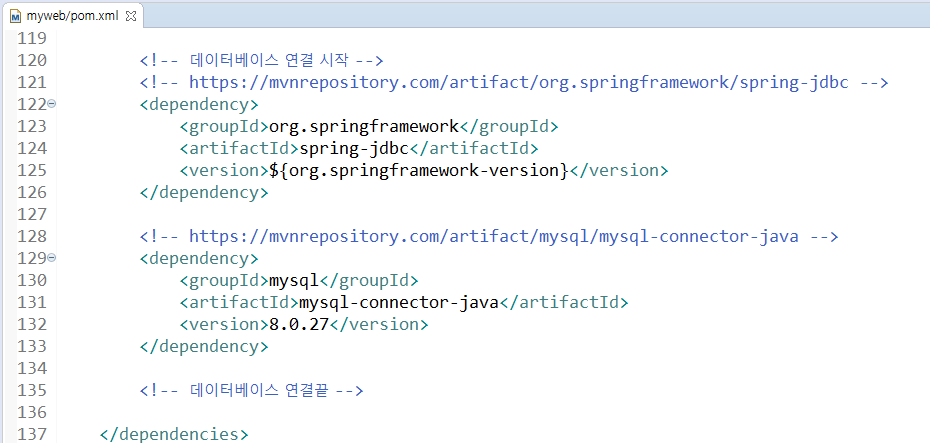 myweb/pom.xml
119
120 <!-- 데이터베이스 연결 시작 -->
121 <!-- https://mvnrepository.com/artifact/org.springframework/spring-jdbc -->
122 <dependency>
123 <groupId>org.springframework</groupId>
124 <artifactId>spring-jdbc</artifactId>
125 <version>${org.springframework-version}</version>
126 </dependency>
127
128 <!-- https://mvnrepository.com/artifact/mysql/mysql-connector-java -->
129 <dependency>
130 <groupId>mysql</groupId>
131 <artifactId>mysql-connector-java</artifactId>
132 <version>8.0.27</version>
133 </dependency>
134
135 <!-- 데이터베이스 연결끝 -->
136
137 </dependencies>